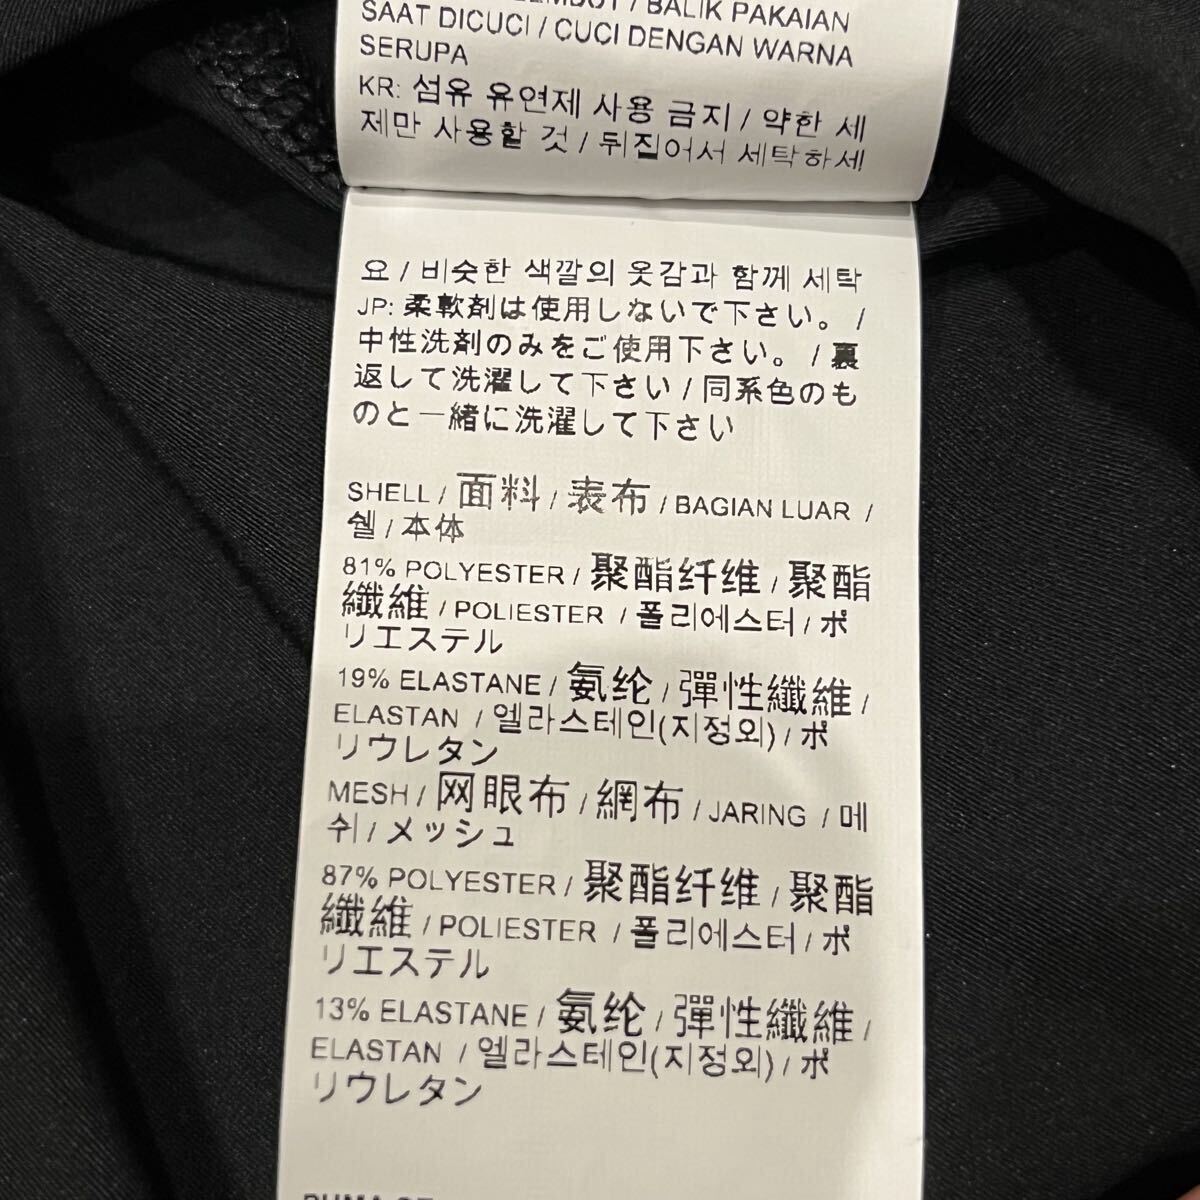 / BALIK PAKAIAN
SAAT DICUCI / CUCI DENGAN WARNA
SERUPA
KR: 섬유 유연제 사용 금지 / 약한 세
제만 사용할 것 / 뒤집어서 세탁하세
요 / 비슷한 색깔의 옷감과 함께 세탁
JP: 柔軟剤は使用しないで下さい。 /
中性洗剤のみをご使用下さい。 / 裏
返して洗濯して下さい / 同系色のも
のと一緒に洗濯して下さい
SHELL / 面料 / 表布 / BAGIAN LUAR /
쉘 / 本体
81% POLYESTER / 聚酯纤维 / 聚酯
纖維 / POLIESTER / 폴리에스터 / ポ
リエステル
19% ELASTANE / 氨纶 / 彈性纖維 /
ELASTAN / 엘라스테인(지정외) / ポ
リウレタン
MESH / 网眼布 / 網布 / JARING / 메
쉬 / メッシュ
87% POLYESTER / 聚酯纤维 / 聚酯
纖維 / POLIESTER / 폴리에스터 / ポ
リエステル
13% ELASTANE / 氨纶 / 彈性纖維 /
ELASTAN / 엘라스테인(지정외) / ポ
リウレタン